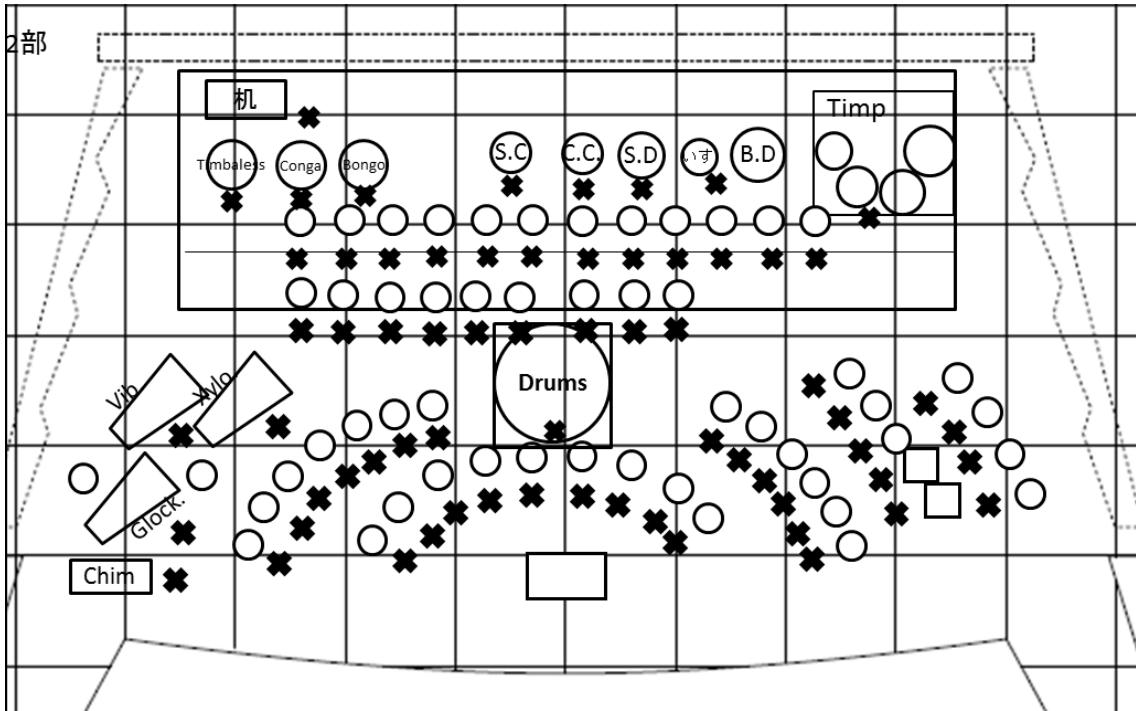 2部
机
Timp
Timbaless
Conga
Bongo
S.C
C.C.
S.D
いす
B.D
Drums
Vib
Xylo
Glock.
Chim